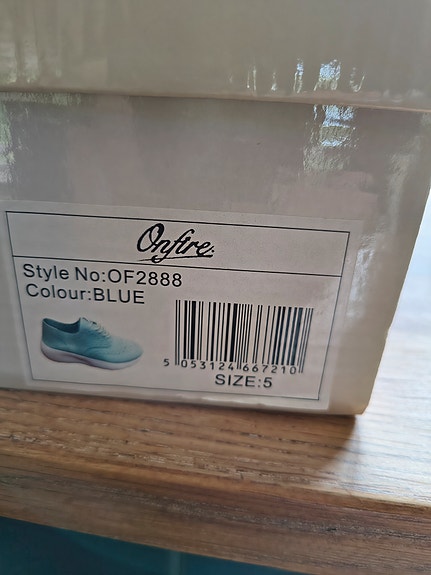 Onfire.
Style No:OF2888
Colour:BLUE
5 053124 667210
SIZE:5